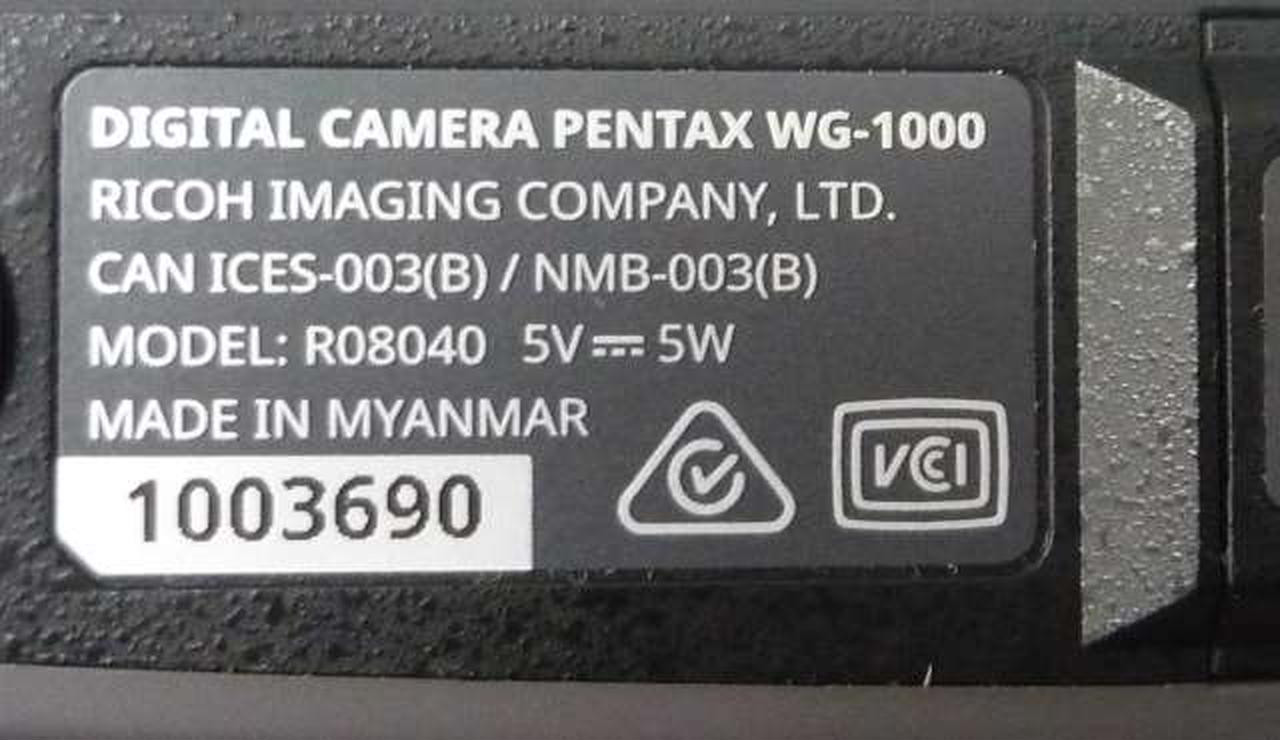 DIGITAL CAMERA PENTAX WG-1000
RICOH IMAGING COMPANY, LTD.
CAN ICES-003(B) / NMB-003(B)
MODEL: R08040 5V⎓5W
MADE IN MYANMAR
1003690
VCCI